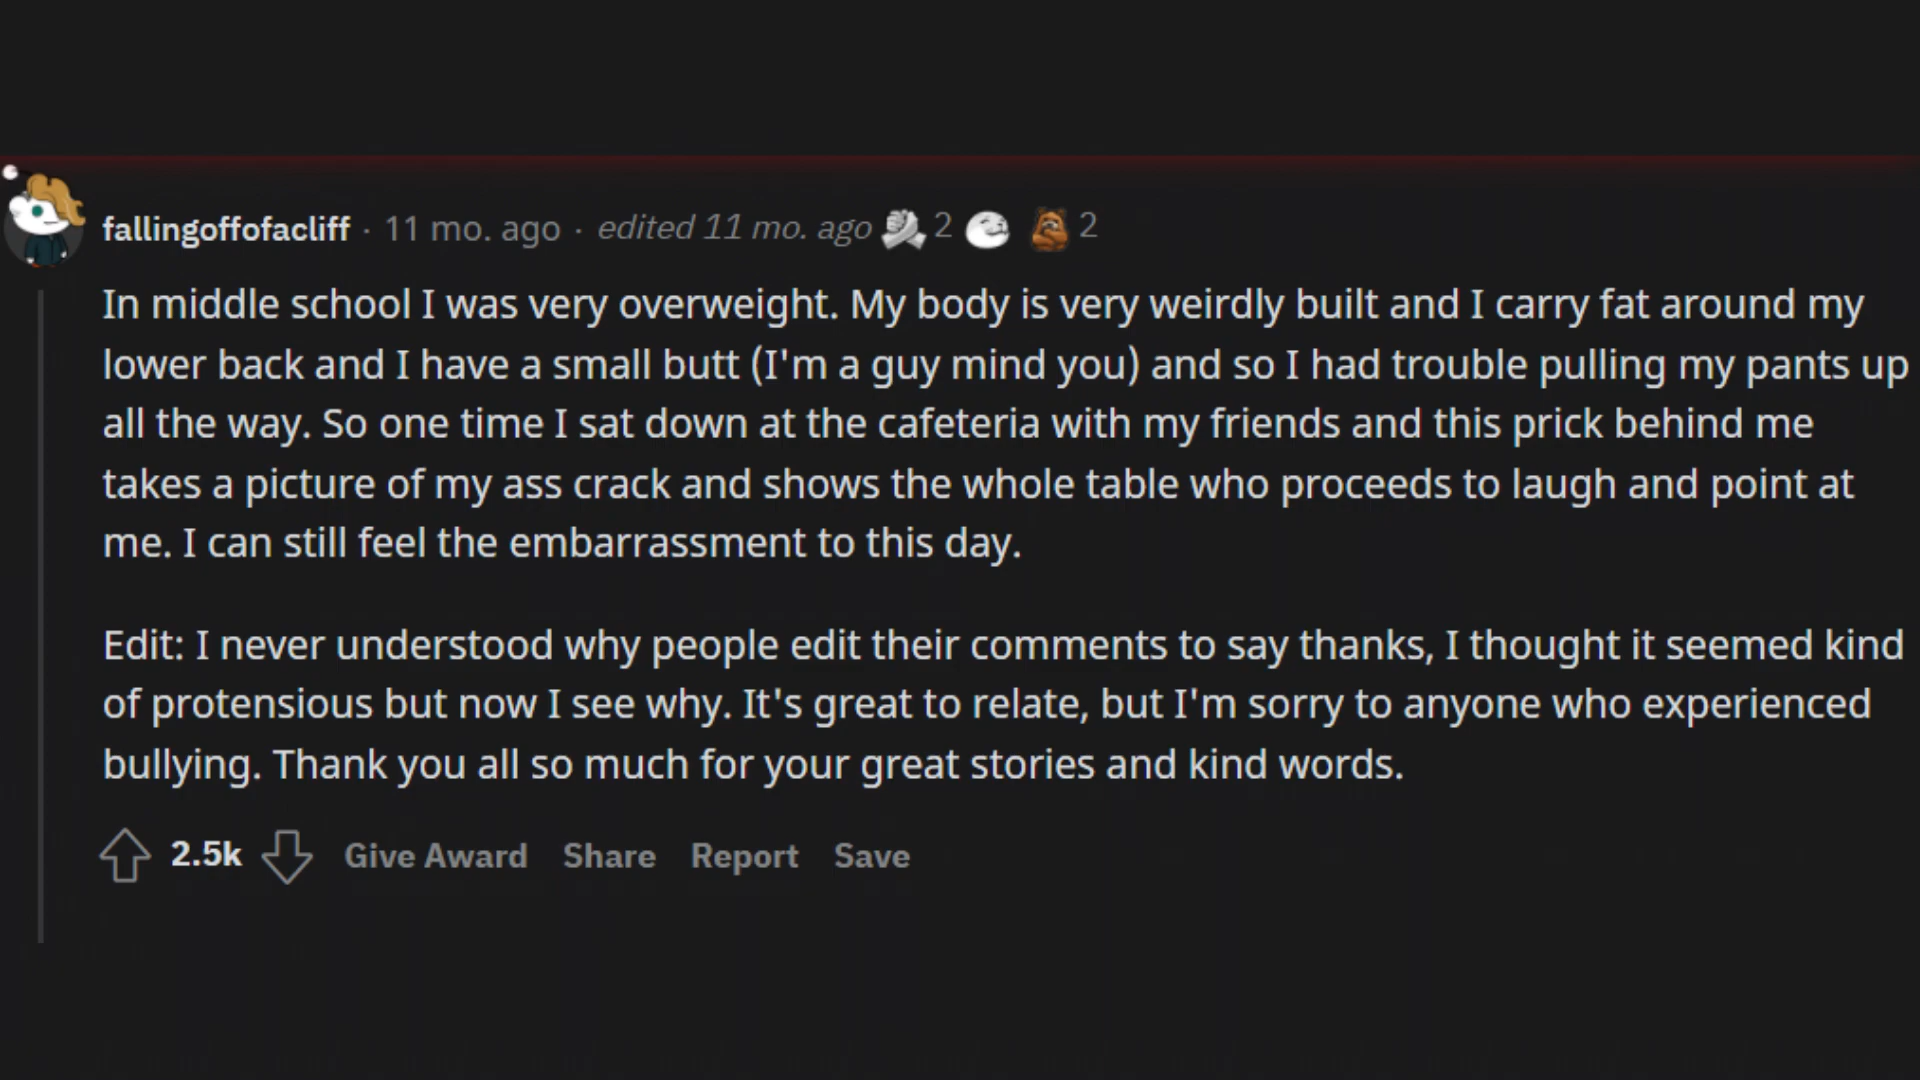 fallingoffofacliff · 11 mo. ago · edited 11 mo. ago 2 2
In middle school I was very overweight. My body is very weirdly built and I carry fat around my
lower back and I have a small butt (I'm a guy mind you) and so I had trouble pulling my pants up
all the way. So one time I sat down at the cafeteria with my friends and this prick behind me
takes a picture of my ass crack and shows the whole table who proceeds to laugh and point at
me. I can still feel the embarrassment to this day.
Edit: I never understood why people edit their comments to say thanks, I thought it seemed kind
of protensious but now I see why. It's great to relate, but I'm sorry to anyone who experienced
bullying. Thank you all so much for your great stories and kind words.
2.5k Give Award Share Report Save